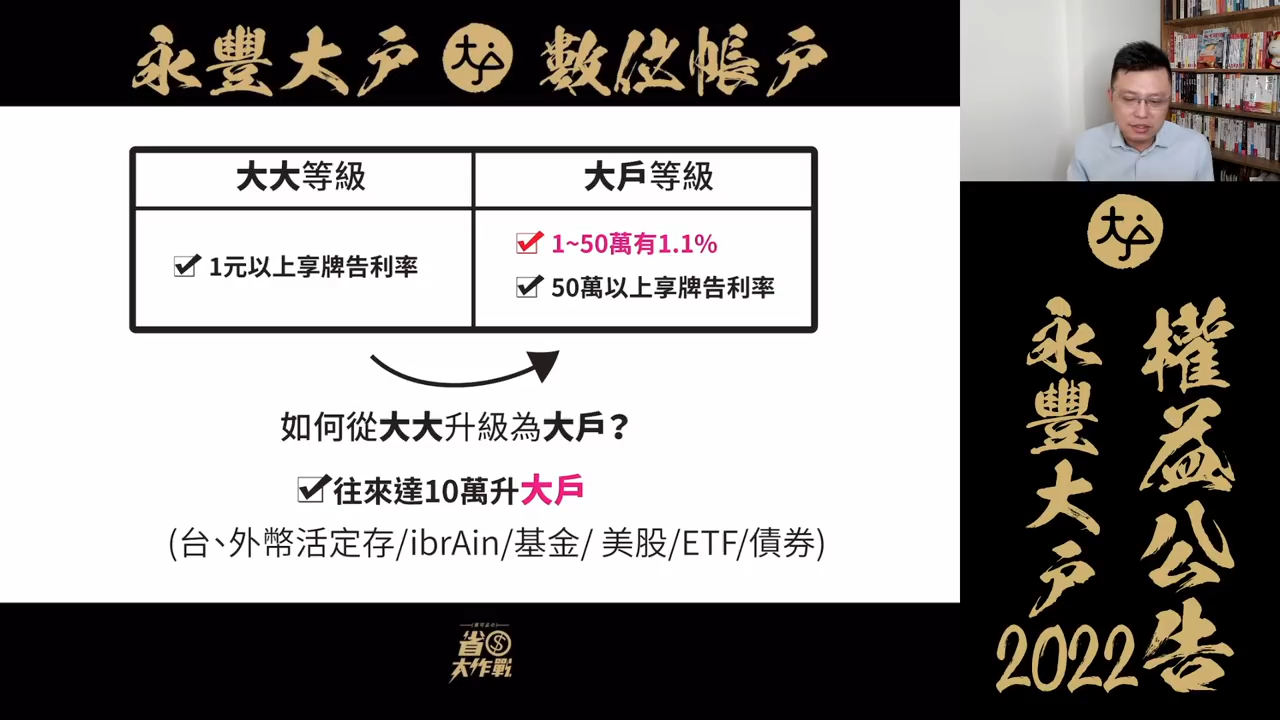 永豐大戶 大戶 數位帳戶
大大等級
大戶等級
1元以上享牌告利率
1~50萬有1.1%
50萬以上享牌告利率
如何從大大升級為大戶?
往來達10萬升大戶
(台、外幣活定存/ibrAin/基金/ 美股/ETF/債券)
省$
大作戰
大戶
永豐大戶2022
權益公告